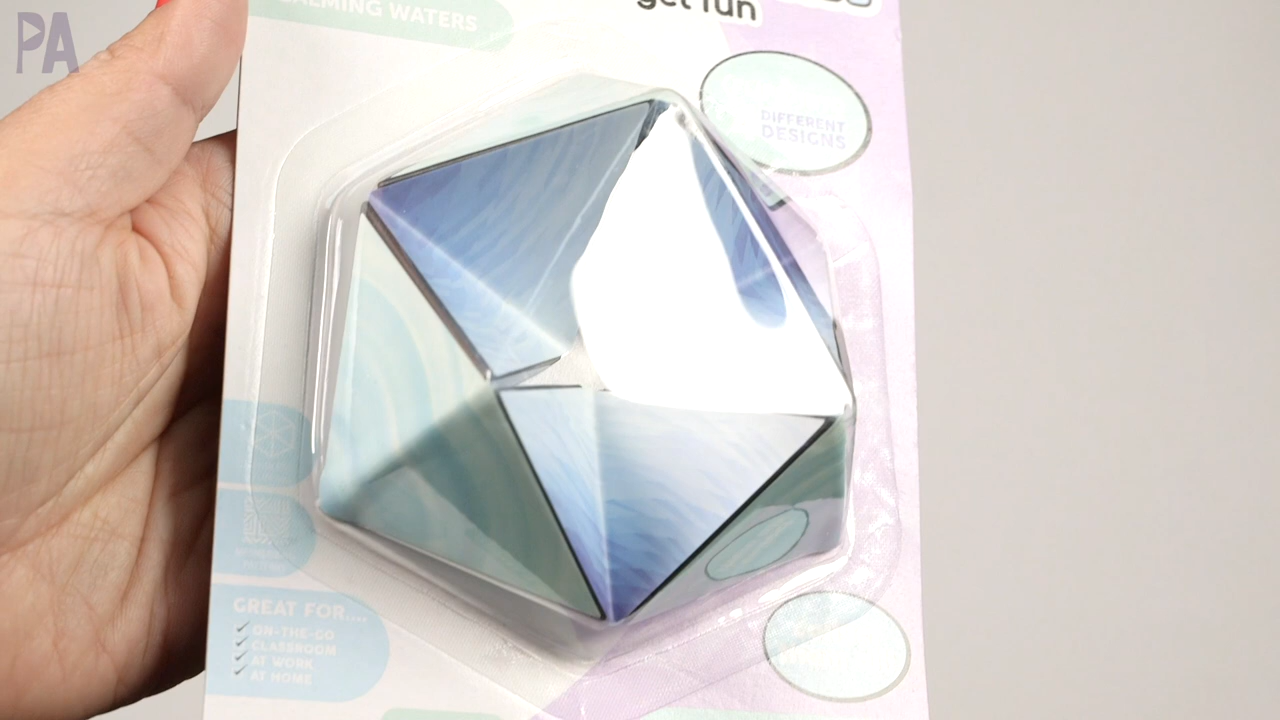 PA
CALMING WATERS
get fun
DIFFERENT
DESIGNS
GREAT FOR....
ON-THE-GO
CLASSROOM
AT WORK
AT HOME